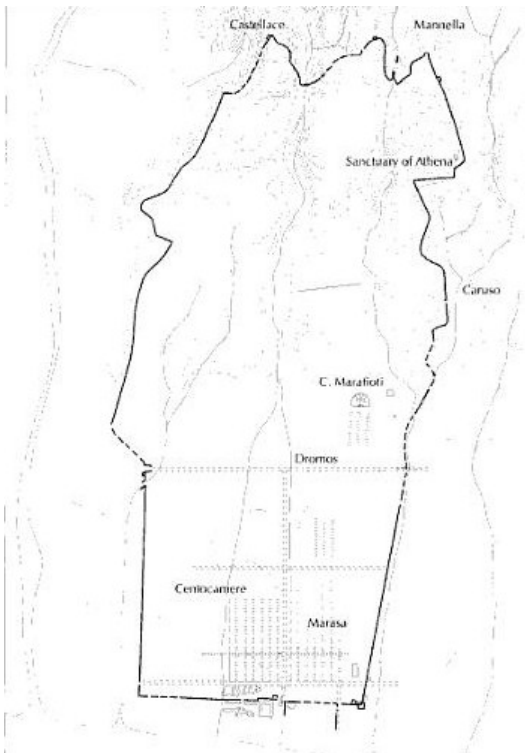 Castellace
Mannella
Sanctuary of Athena
Caruso
C. Marafioti
Dromos
Centocamere
Marasa